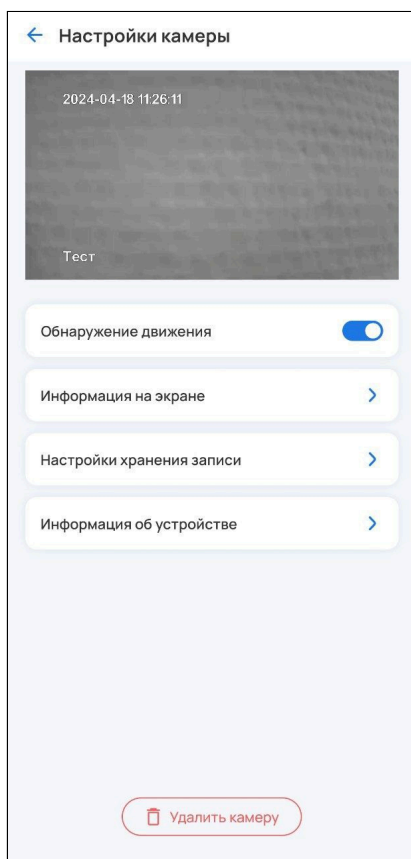 Настройки камеры
2024-04-18 11:26:11
Тест
Обнаружение движения
Информация на экране
Настройки хранения записи
Информация об устройстве
Удалить камеру